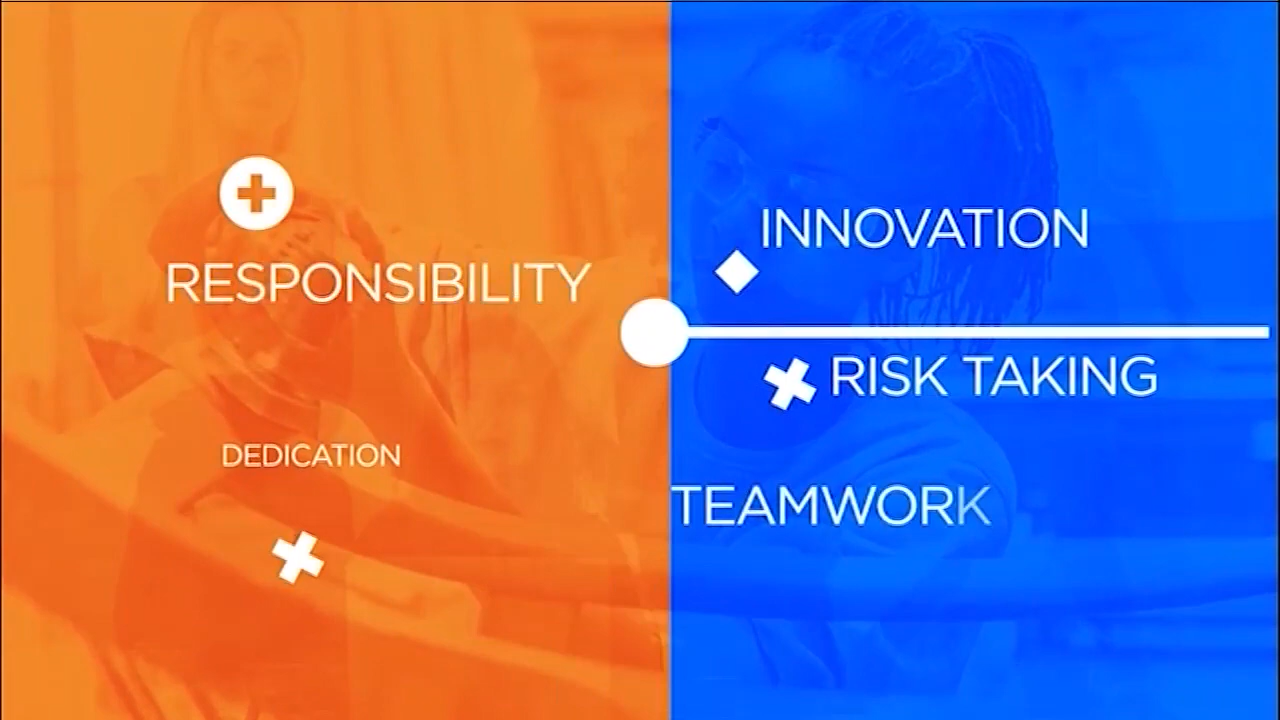 RESPONSIBILITY
DEDICATION
INNOVATION
RISK TAKING
TEAMWORK